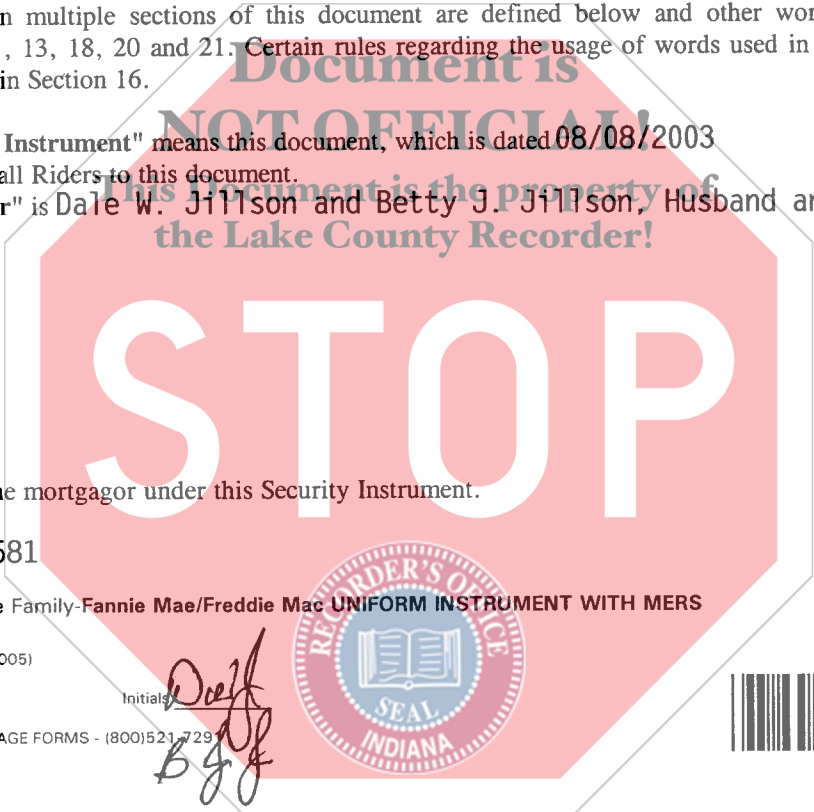 n multiple sections of this document are defined below and other wor
, 13, 18, 20 and 21. Certain rules regarding the usage of words used in
in Section 16.
Document is
NOT OFFICIAL!
Instrument" means this document, which is dated 08/08/2003
all Riders to this document.
This Document is the property of
r" is Dale W. Jillson and Betty J. Jillson, Husband an
the Lake County Recorder!
STOP
e mortgagor under this Security Instrument.
581
e Family-Fannie Mae/Freddie Mac UNIFORM INSTRUMENT WITH MERS
RECORDER'S OFFICE
005)
Initials
SEAL
AGE FORMS - (800)521-729
INDIANA
B J J